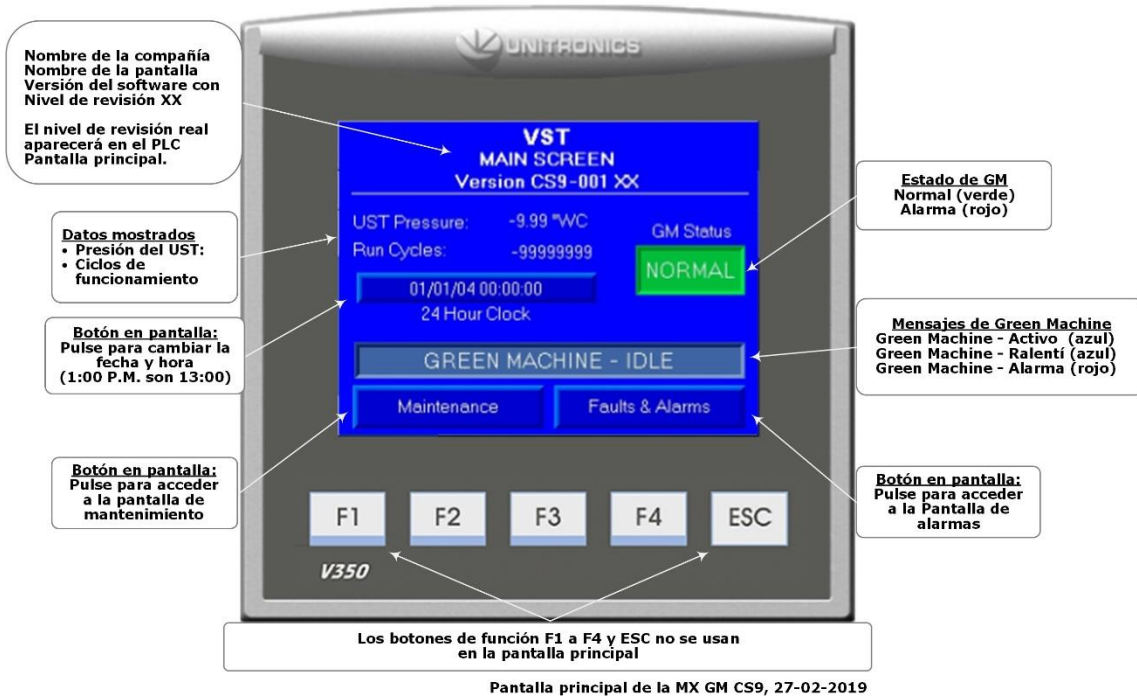 UNITRONICS
Nombre de la compañía
Nombre de la pantalla
Versión del software con
Nivel de revisión XX
El nivel de revisión real
aparecerá en el PLC
Pantalla principal.
VST
MAIN SCREEN
Version CS9-001 XX
Estado de GM
Normal (verde)
Alarma (rojo)
Datos mostrados
• Presión del UST:
• Ciclos de
funcionamiento
UST Pressure: -9.99 "WC
Run Cycles: -99999999
GM Status
NORMAL
01/01/04 00:00:00
24 Hour Clock
Botón en pantalla:
Pulse para cambiar la
fecha y hora
(1:00 P.M. son 13:00)
Mensajes de Green Machine
Green Machine - Activo (azul)
Green Machine - Ralentí (azul)
Green Machine - Alarma (rojo)
GREEN MACHINE - IDLE
Maintenance
Faults & Alarms
Botón en pantalla:
Pulse para acceder
a la pantalla de
mantenimiento
Botón en pantalla:
Pulse para acceder
a la Pantalla de
alarmas
F1 F2 F3 F4 ESC
V350
Los botones de función F1 a F4 y ESC no se usan
en la pantalla principal
Pantalla principal de la MX GM CS9, 27-02-2019